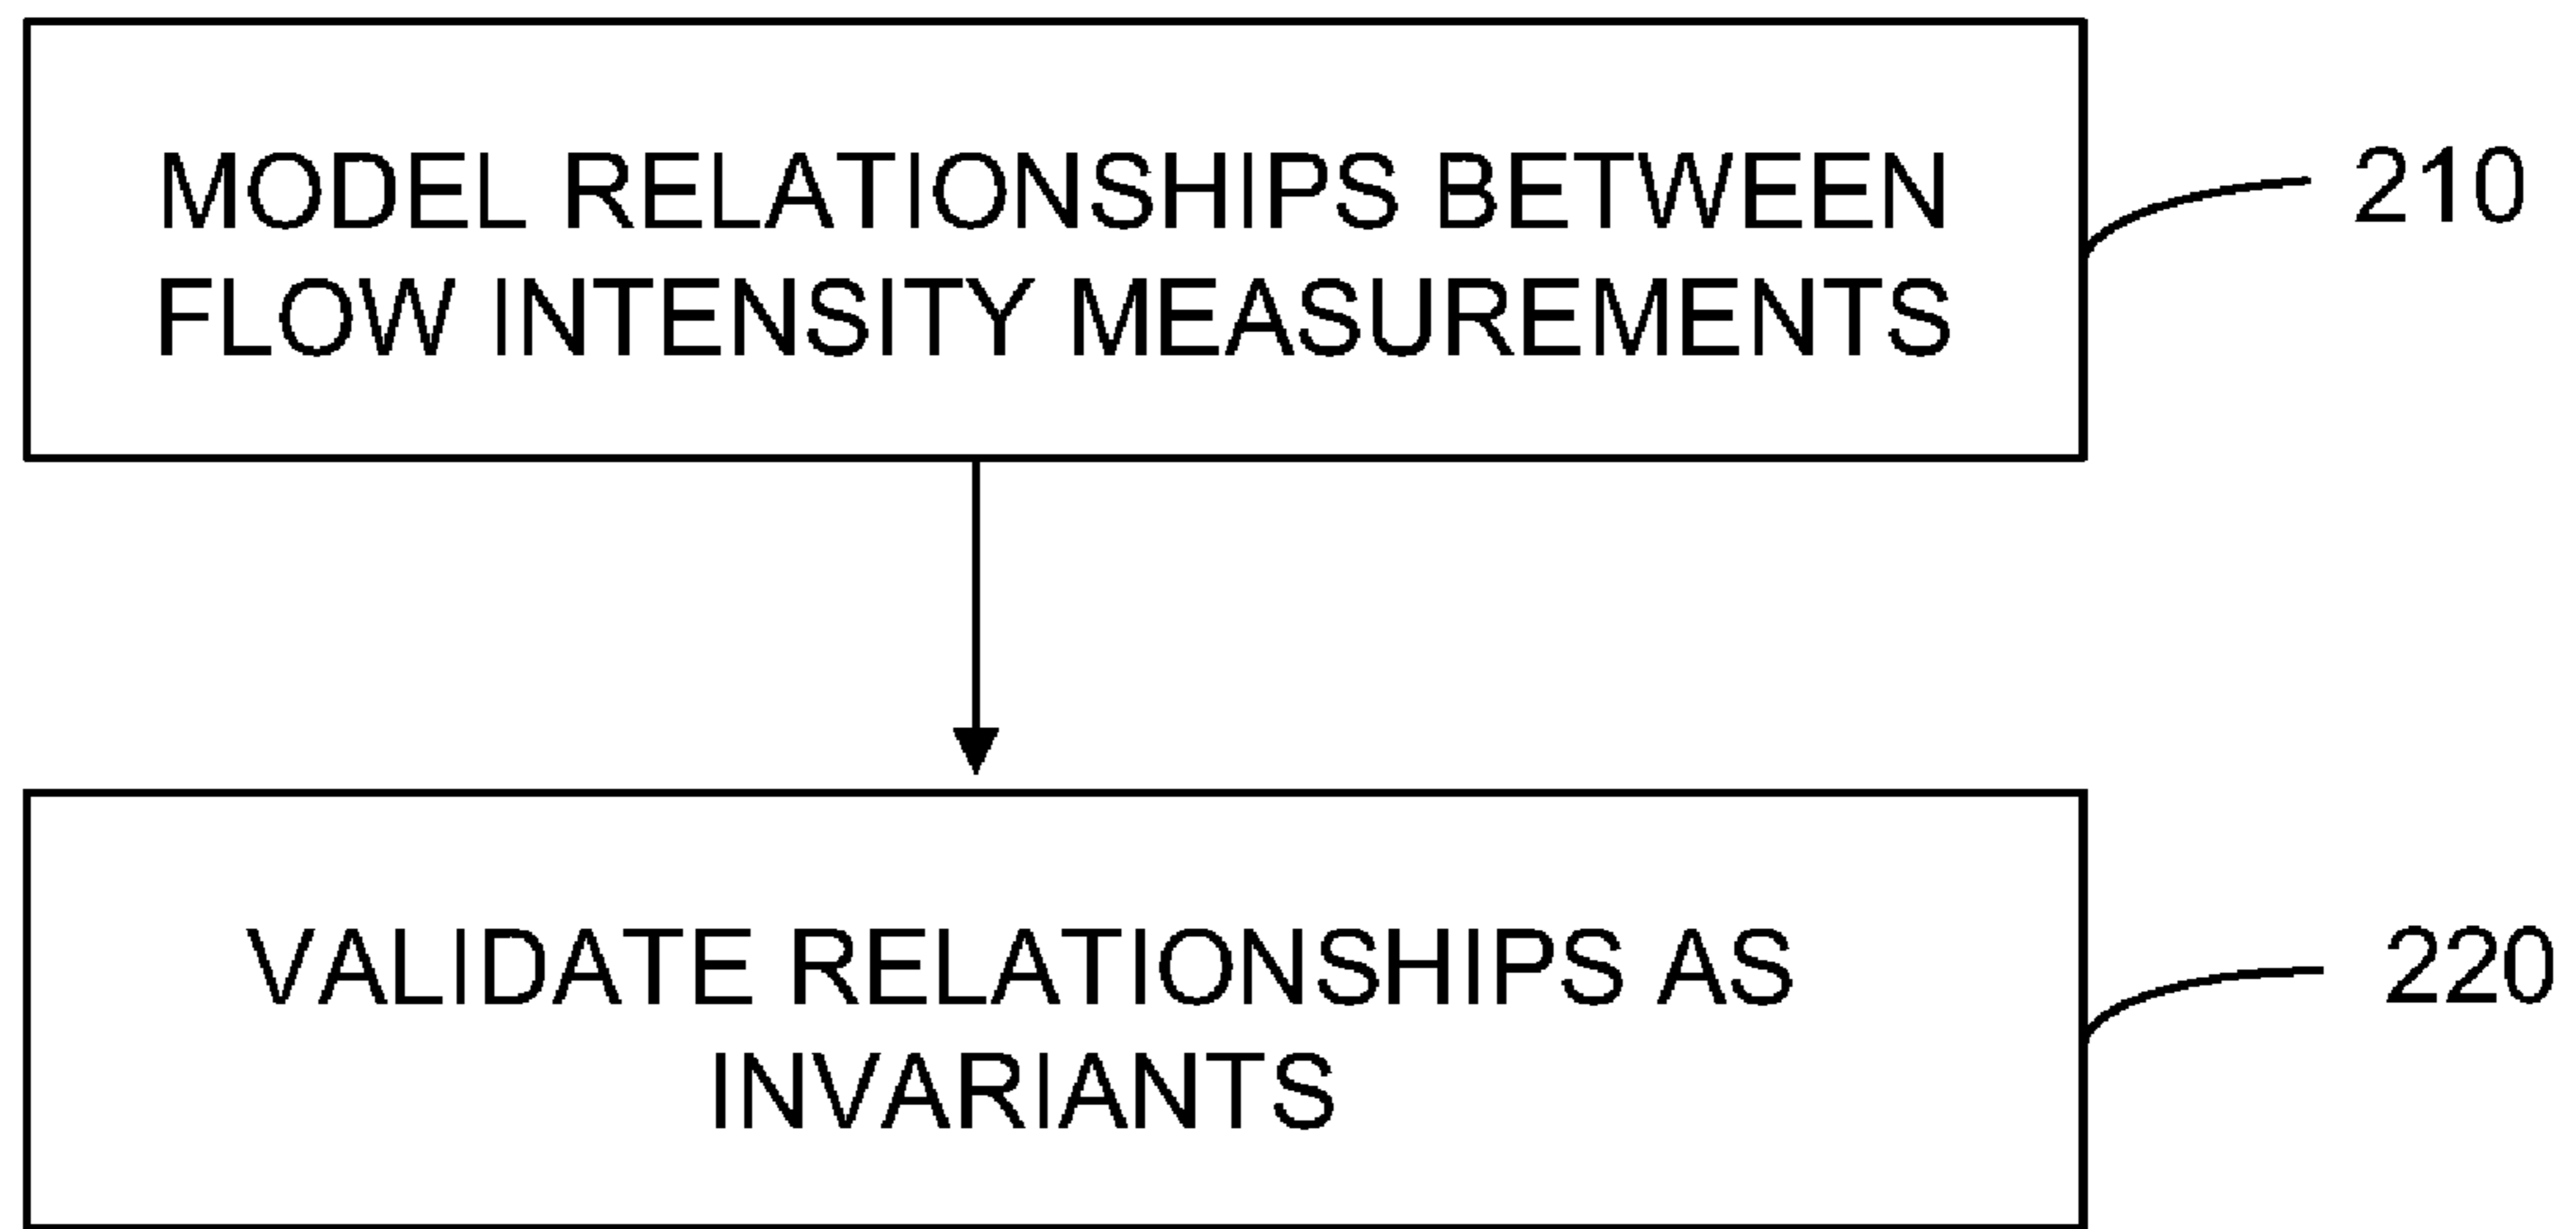 MODEL RELATIONSHIPS BETWEEN
FLOW INTENSITY MEASUREMENTS
210
VALIDATE RELATIONSHIPS AS
INVARIANTS
220